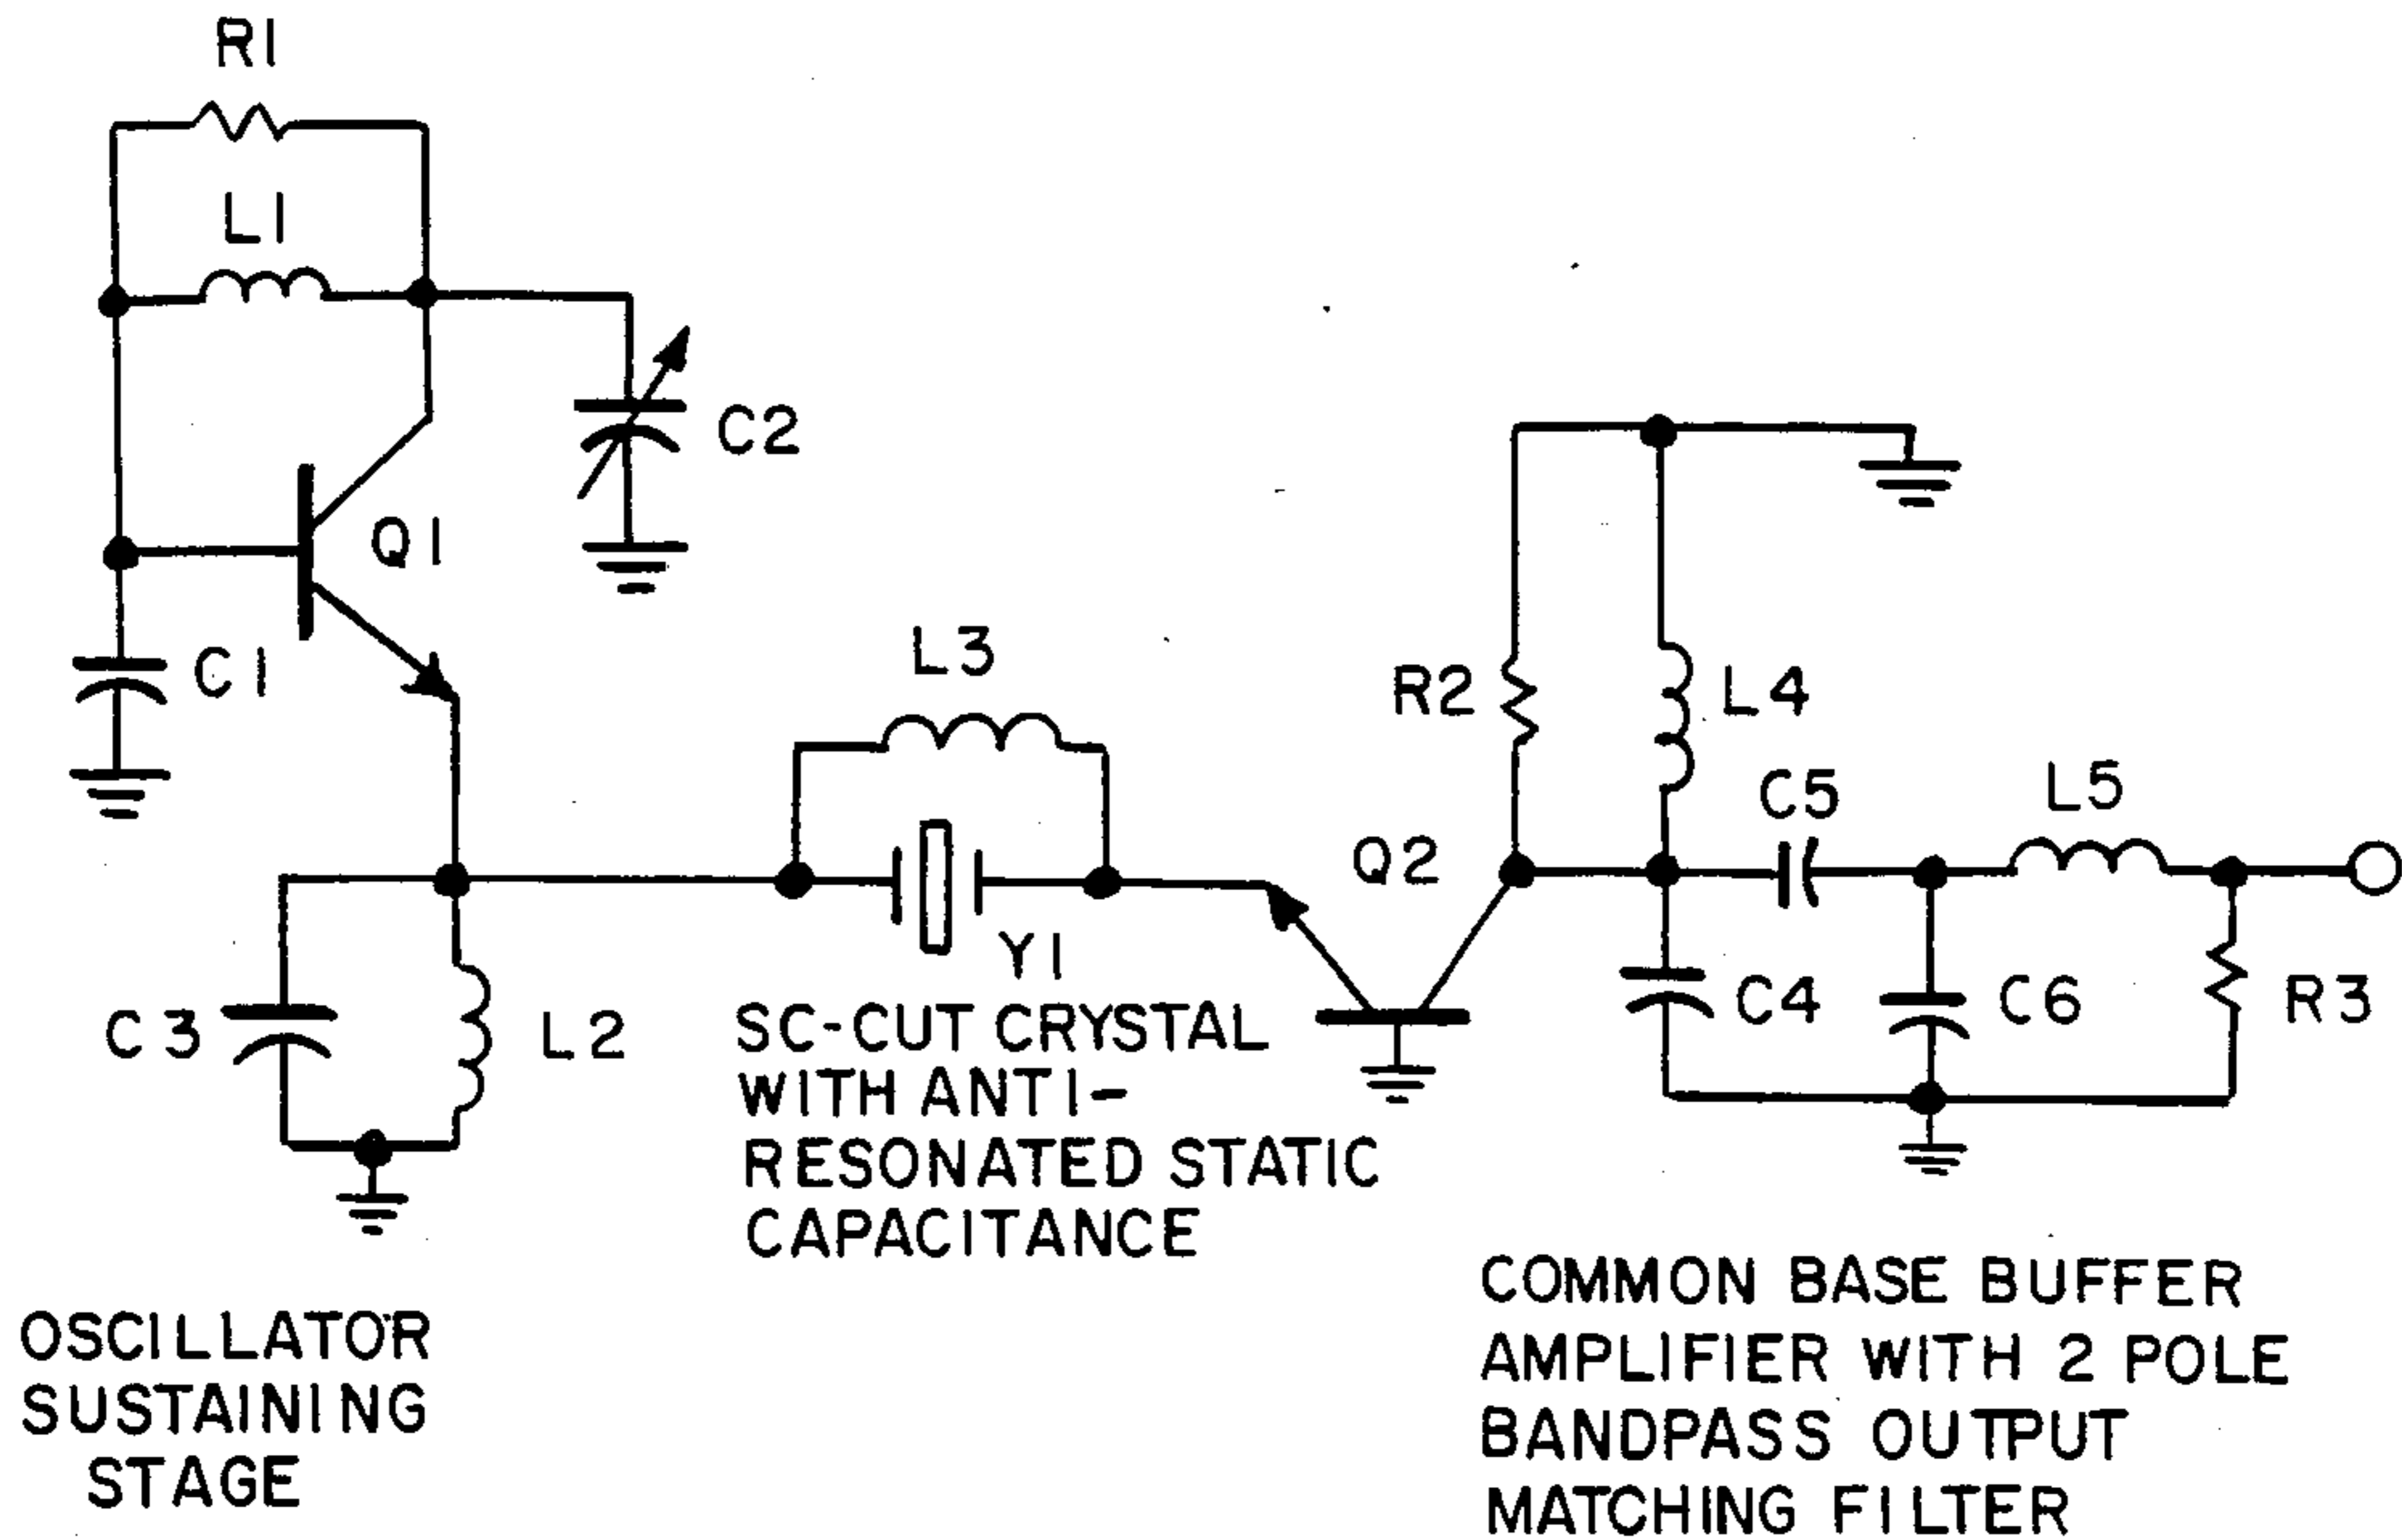 R1
L1
C2
Q1
C1
L3
R2
L4
C5
L5
Q2
Y1
C3
L2
C4
C6
R3
SC-CUT CRYSTAL
WITH ANTI-
RESONATED STATIC
CAPACITANCE
OSCILLATOR
SUSTAINING
STAGE
COMMON BASE BUFFER
AMPLIFIER WITH 2 POLE
BANDPASS OUTPUT
MATCHING FILTER